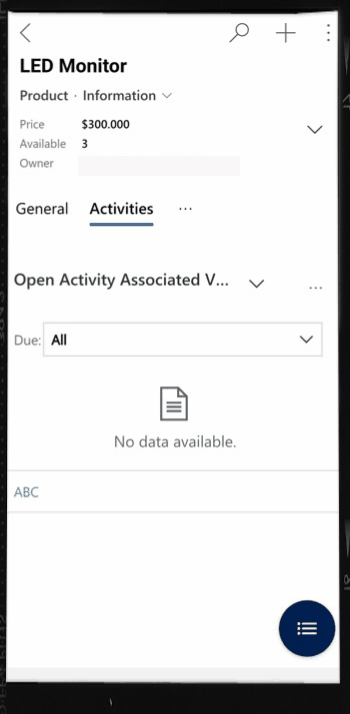 LED Monitor
Product · Information
Price $300.000
Available 3
Owner
General Activities ...
Open Activity Associated V... ...
Due: All
No data available.
ABC